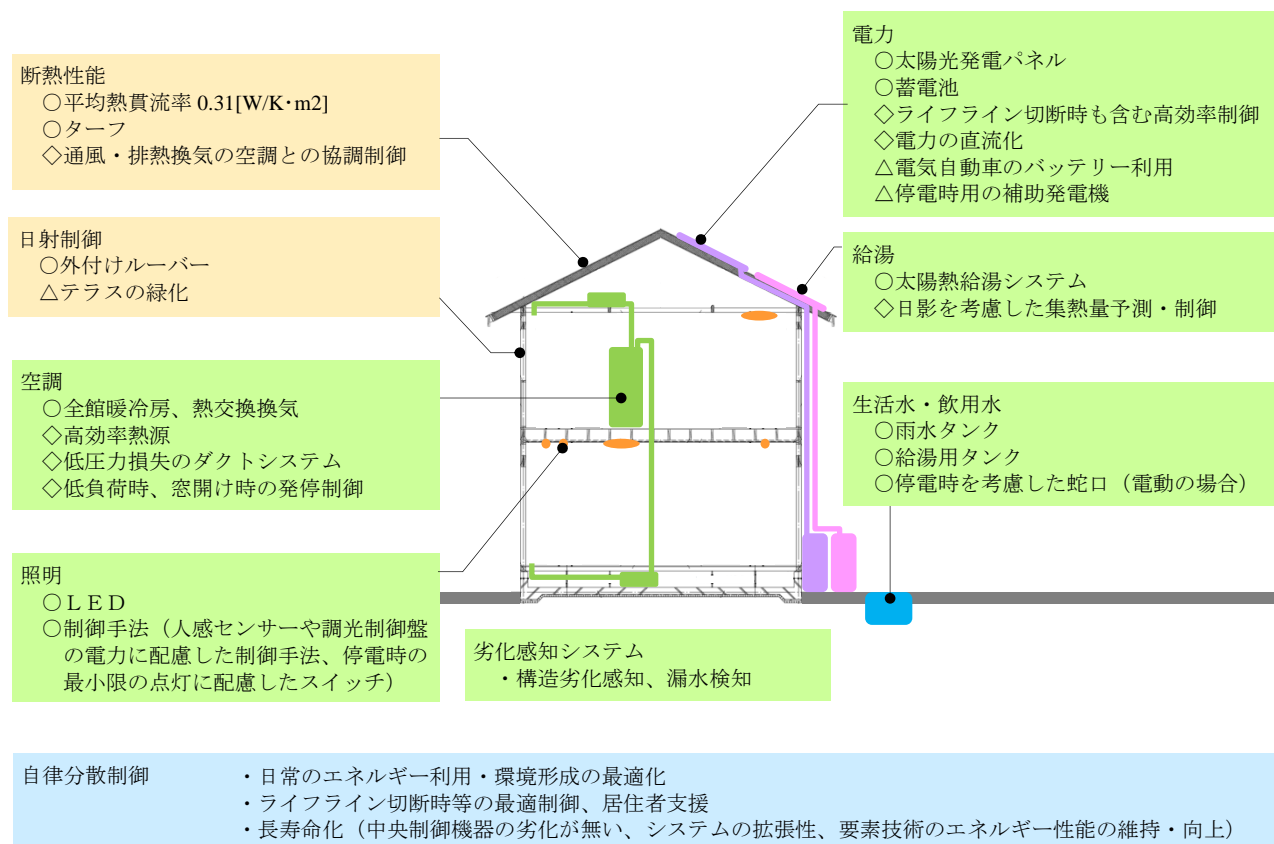 断熱性能
○平均熱貫流率 0.31[W/K･m2]
○ターフ
◇通風・排熱換気の空調との協調制御
日射制御
○外付けルーバー
△テラスの緑化
空調
○全館暖冷房、熱交換換気
◇高効率熱源
◇低圧力損失のダクトシステム
◇低負荷時、窓開け時の発停制御
照明
○ＬＥＤ
○制御手法（人感センサーや調光制御盤
の電力に配慮した制御手法、停電時の
最小限の点灯に配慮したスイッチ）
電力
○太陽光発電パネル
○蓄電池
◇ライフライン切断時も含む高効率制御
◇電力の直流化
△電気自動車のバッテリー利用
△停電時用の補助発電機
給湯
○太陽熱給湯システム
◇日影を考慮した集熱量予測・制御
生活水・飲用水
○雨水タンク
○給湯用タンク
○停電時を考慮した蛇口（電動の場合）
劣化感知システム
・構造劣化感知、漏水検知
自律分散制御　・日常のエネルギー利用・環境形成の最適化
・ライフライン切断時等の最適制御、居住者支援
・長寿命化（中央制御機器の劣化が無い、システムの拡張性、要素技術のエネルギー性能の維持・向上）